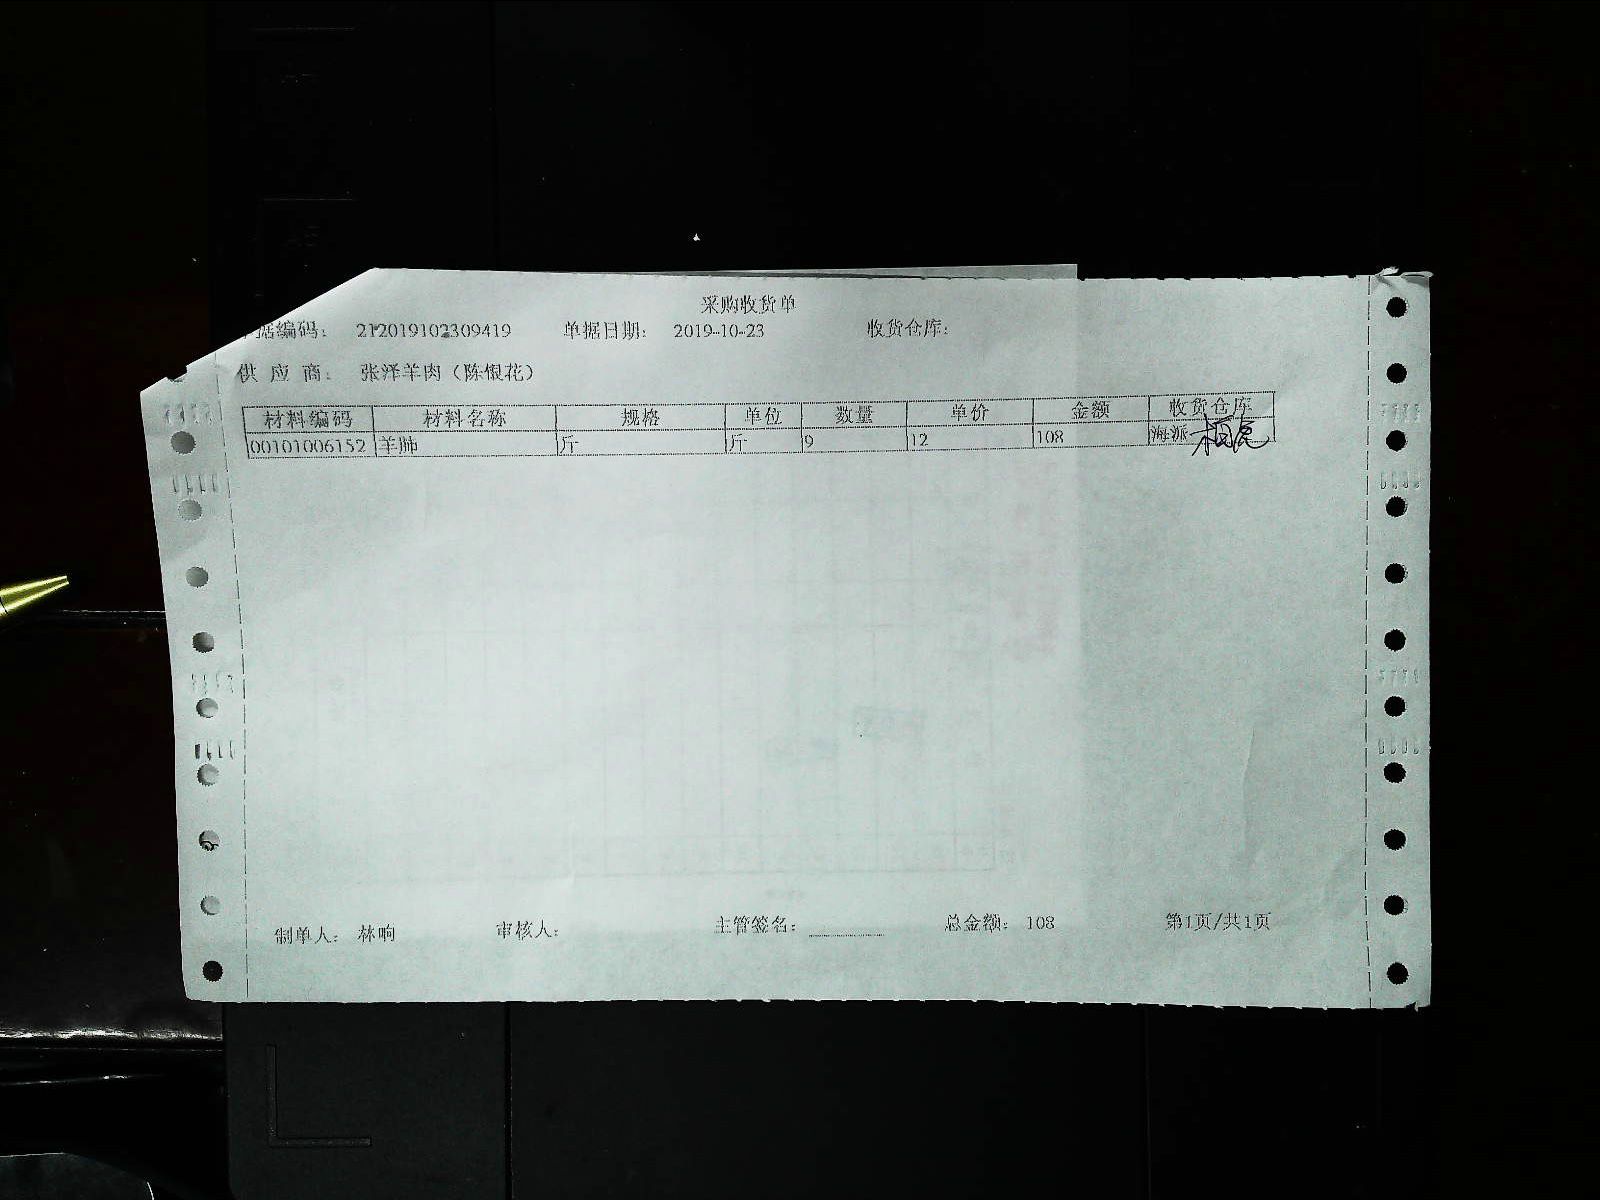 采购收货单
据编码： 212019102309419 单据日期： 2019-10-23 收货仓库：
供应商： 张泽羊肉（陈银花）
材料编码 材料名称 规格 单位 数量 单价 金额 收货仓库
00101006152 羊肺 斤 斤 9 12 108 海派
制单人： 林响 审核人： 主管签名： 总金额： 108 第1页/共1页